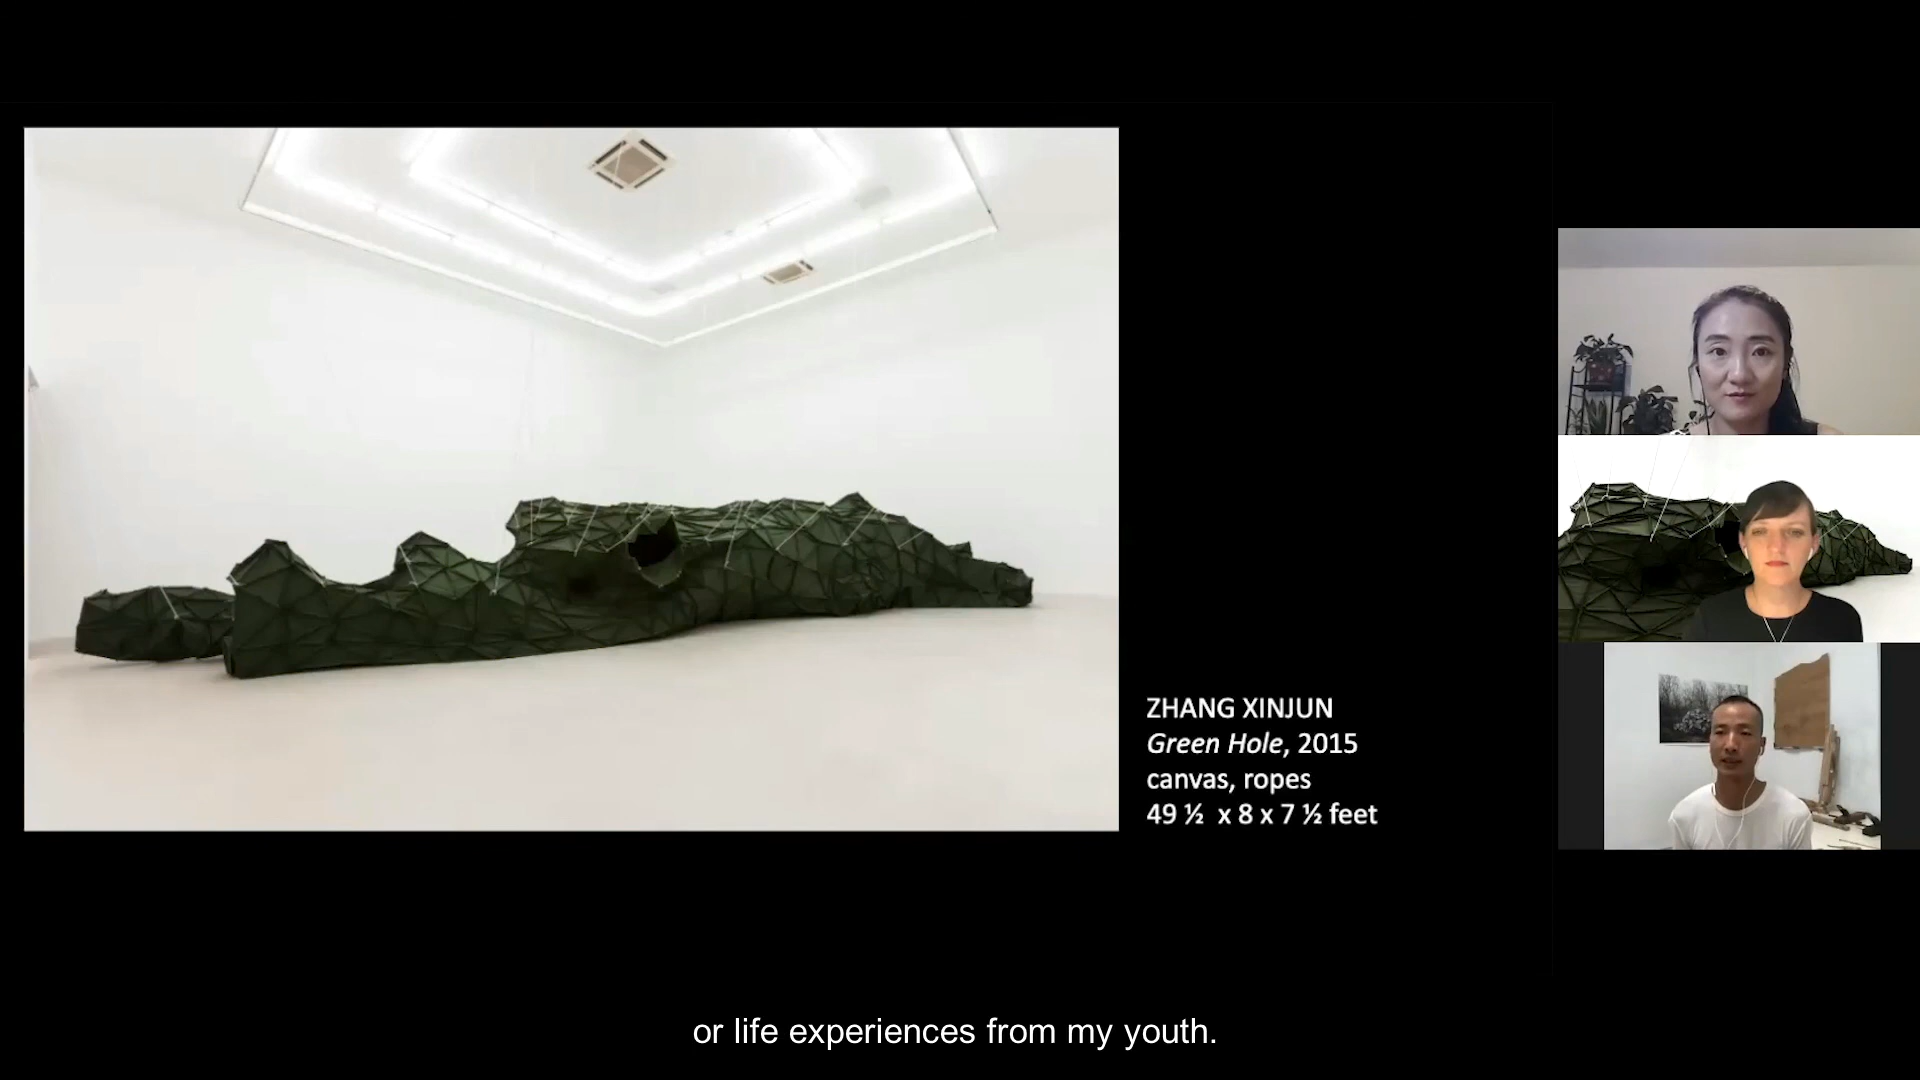 ZHANG XINJUN
Green Hole, 2015
canvas, ropes
49 ½ x 8 x 7 ½ feet
or life experiences from my youth.